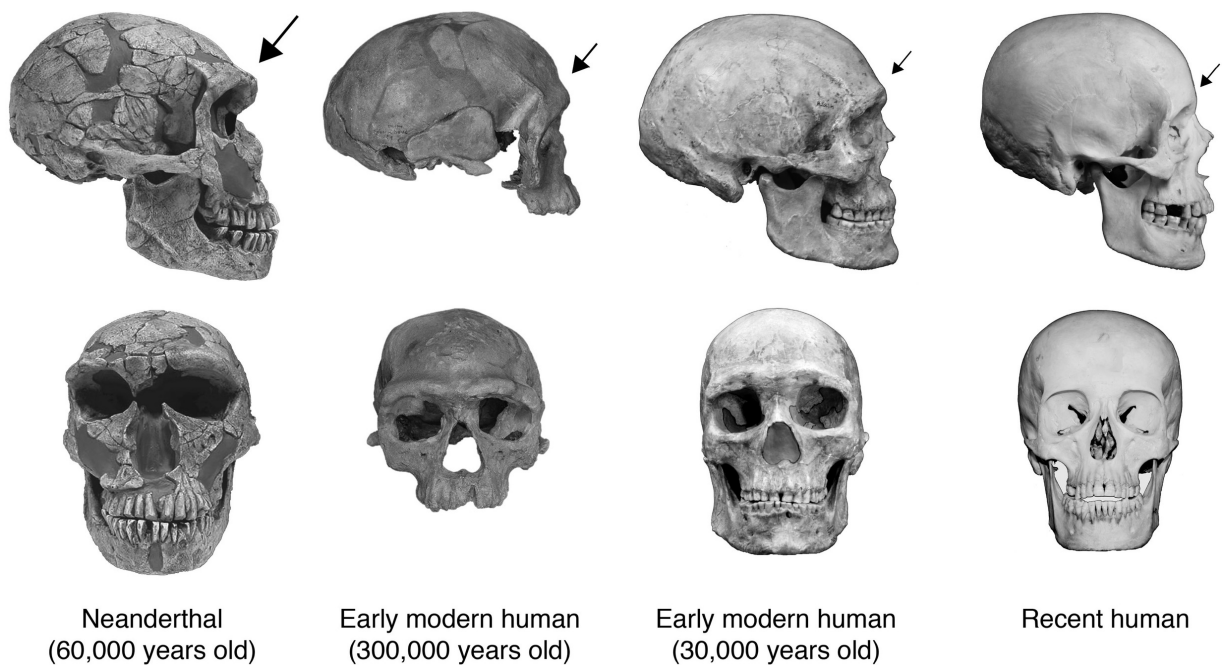 Neanderthal
(60,000 years old)
Early modern human
(300,000 years old)
Early modern human
(30,000 years old)
Recent human